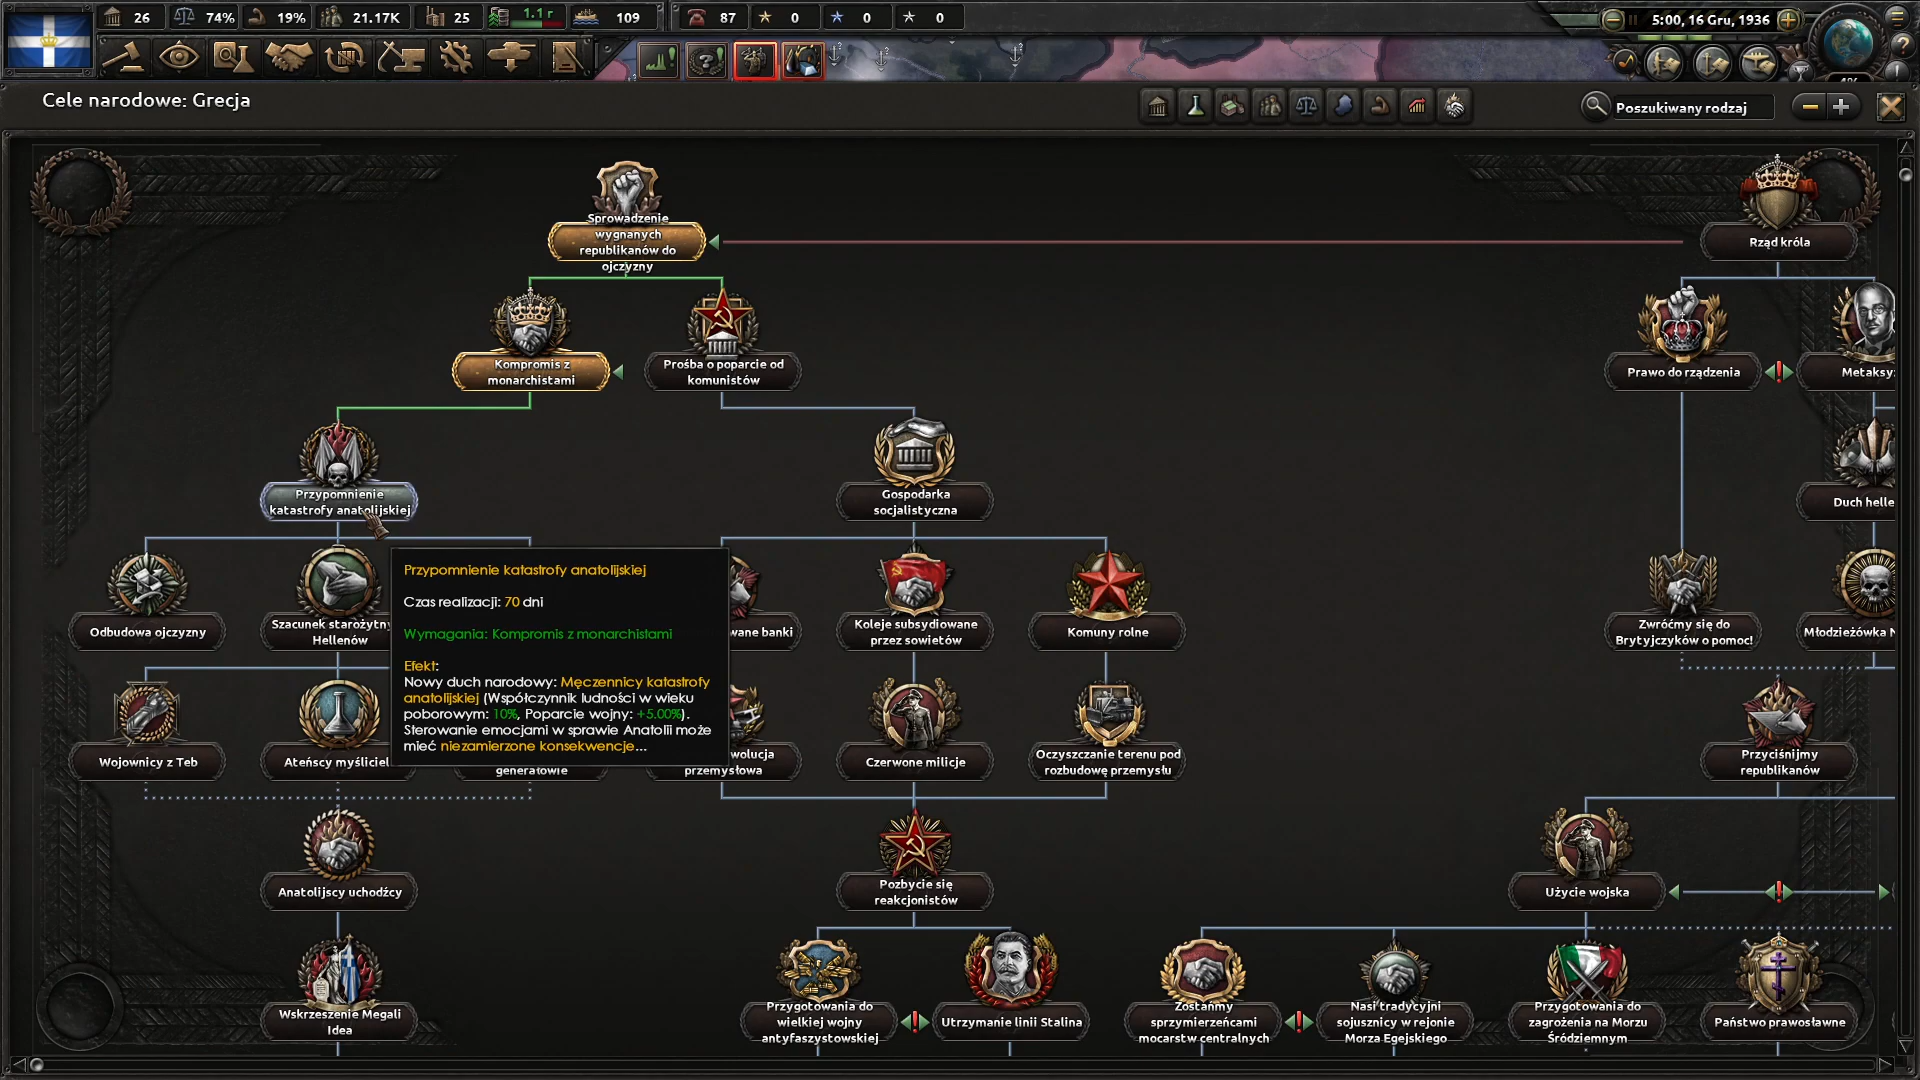 26
74%
19%
21.17K
25
1.1 r
109
87
0
0
0
5:00, 16 Gru, 1936
4%
Cele narodowe: Grecja
Poszukiwany rodzaj
Sprowadzenie
wygnanych
republikanów do
ojczyzny
Rząd króla
Kompromis z
monarchistami
Prośba o poparcie od
komunistów
Prawo do rządzenia
Metaksy
Przypomnienie
katastrofy anatolijskiej
Gospodarka
socjalistyczna
Duch helle
Odbudowa ojczyzny
Szacunek starożytny
Hellenów
wane banki
Koleje subsydiowane
przez sowietów
Komuny rolne
Zwróćmy się do
Brytyjczyków o pomoc!
Młodzieżówka N
Przypomnienie katastrofy anatolijskiej
Czas realizacji: 70 dni
Wymagania: Kompromis z monarchistami
Efekt:
Nowy duch narodowy: Męczennicy katastrofy
anatolijskiej (Współczynnik ludności w wieku
poborowym: 10%, Poparcie wojny: +5.00%).
Sterowanie emocjami w sprawie Anatolii może
mieć niezamierzone konsekwencje...
Wojownicy z Teb
Ateńscy myśliciel
generałowie
wolucja
przemysłowa
Czerwone milicje
Oczyszczanie terenu pod
rozbudowę przemysłu
Przyciśnijmy
republikanów
Anatolijscy uchodźcy
Pozbycie się
reakcjonistów
Użycie wojska
Wskrzeszenie Megali
Idea
Przygotowania do
wielkiej wojny
antyfaszystowskiej
Utrzymanie linii Stalina
Zostańmy
sprzymierzeńcami
mocarstw centralnych
Nasi tradycyjni
sojusznicy w rejonie
Morza Egejskiego
Przygotowania do
zagrożenia na Morzu
Śródziemnym
Państwo prawosławne